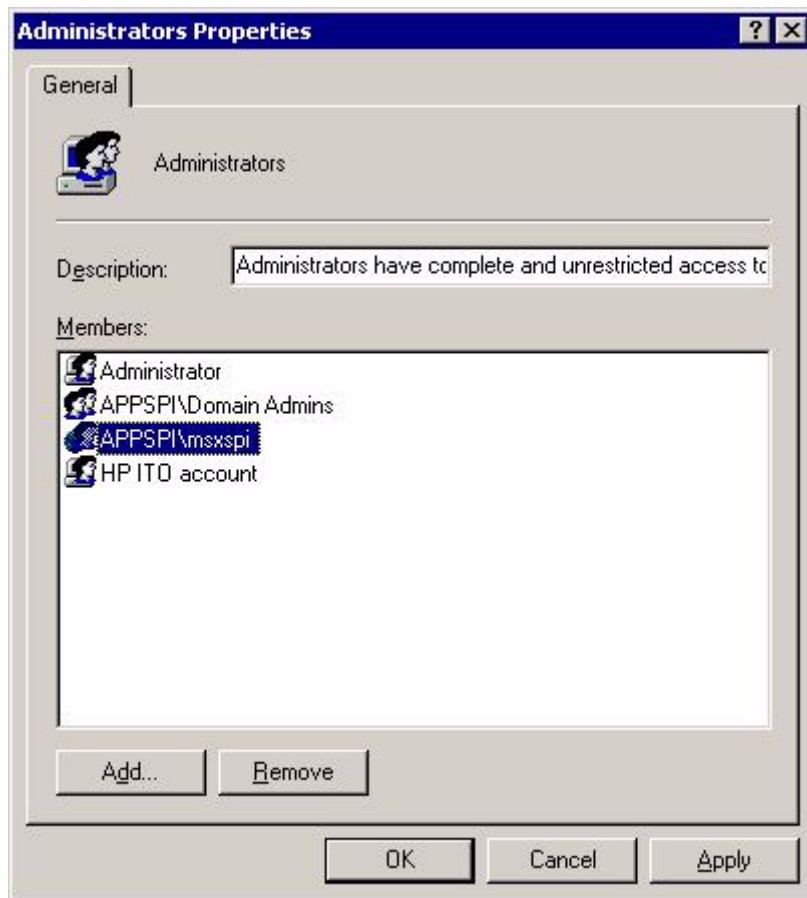 Administrators Properties
General
Administrators
Description: Administrators have complete and unrestricted access to
Members:
Administrator
APPSPI\Domain Admins
APPSPI\msxspi
HP ITO account
Add... Remove
OK Cancel Apply